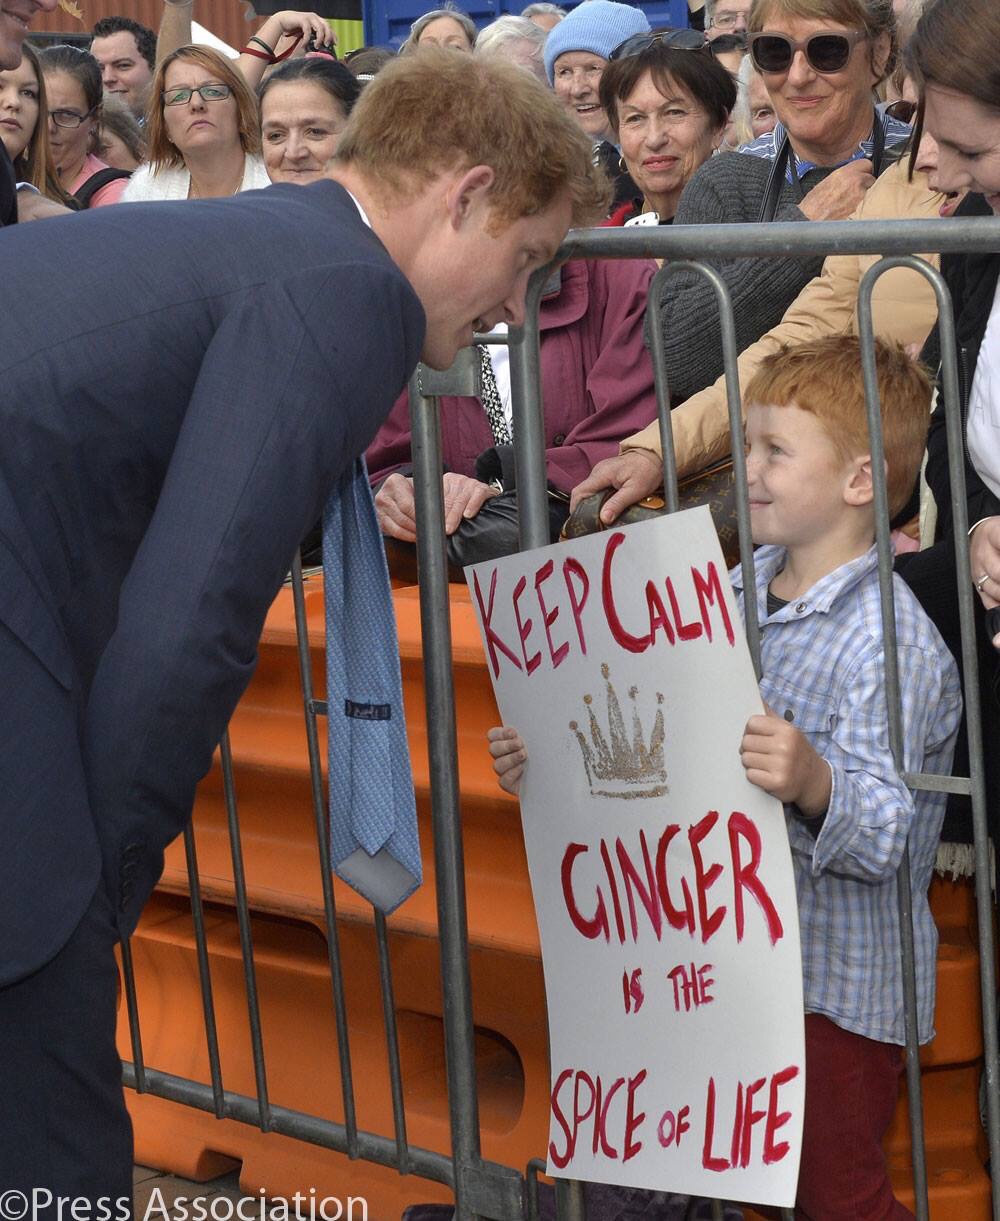 KEEP CALM
GINGER
IS THE
SPICE OF LIFE
©Press Association